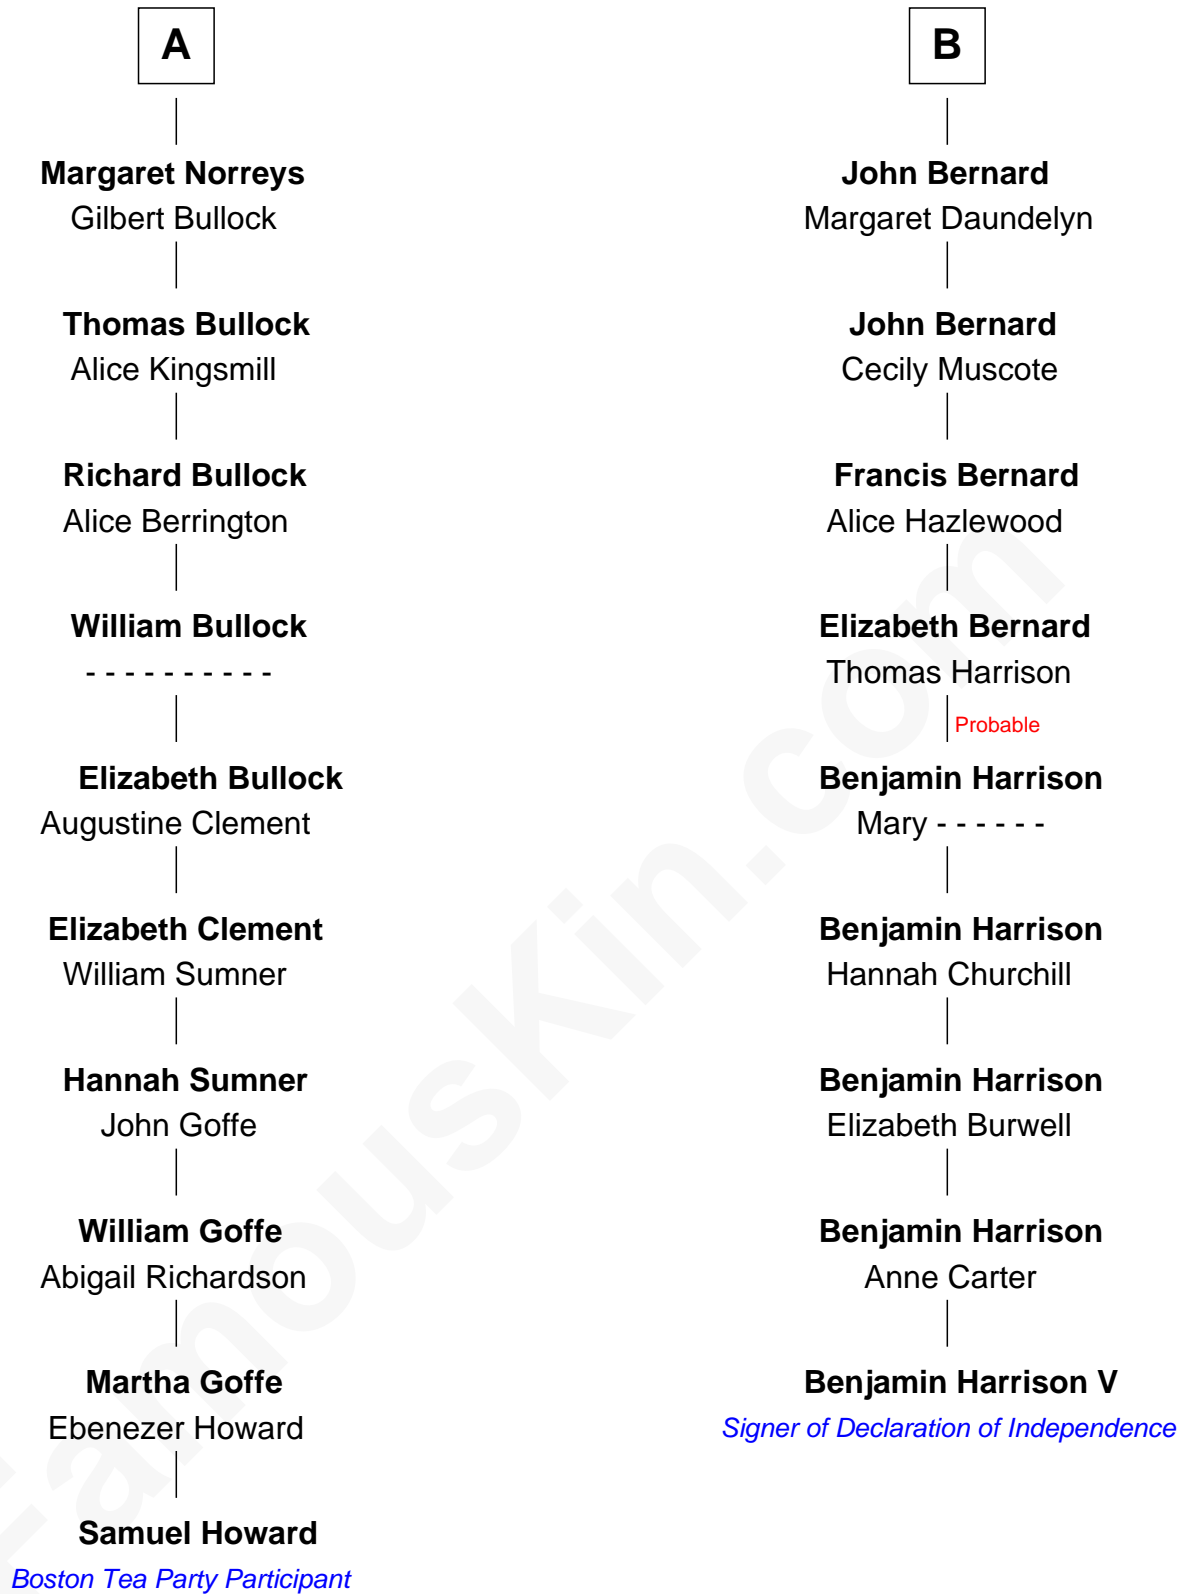 A
Margaret Norreys
Gilbert Bullock
Thomas Bullock
Alice Kingsmill
Richard Bullock
Alice Berrington
William Bullock
- - - - - - - - - -
Elizabeth Bullock
Augustine Clement
Elizabeth Clement
William Sumner
Hannah Sumner
John Goffe
William Goffe
Abigail Richardson
Martha Goffe
Ebenezer Howard
Samuel Howard
Boston Tea Party Participant
B
John Bernard
Margaret Daundelyn
John Bernard
Cecily Muscote
Francis Bernard
Alice Hazlewood
Elizabeth Bernard
Thomas Harrison
Probable
Benjamin Harrison
Mary - - - - - -
Benjamin Harrison
Hannah Churchill
Benjamin Harrison
Elizabeth Burwell
Benjamin Harrison
Anne Carter
Benjamin Harrison V
Signer of Declaration of Independence
FamousKin.com